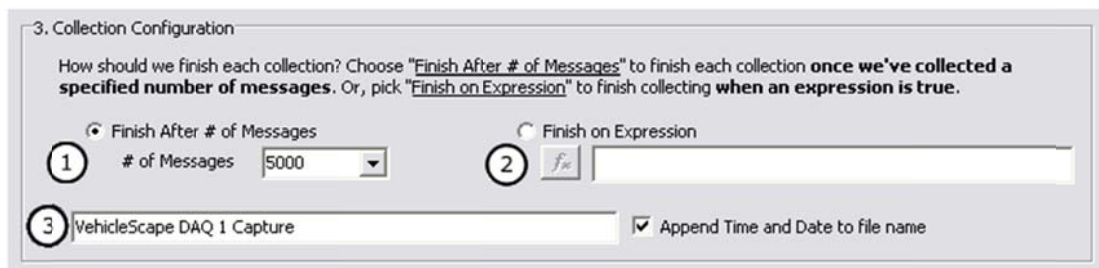 3. Collection Configuration
How should we finish each collection? Choose "Finish After # of Messages" to finish each collection once we've collected a
specified number of messages. Or, pick "Finish on Expression" to finish collecting when an expression is true.
Finish After # of Messages Finish on Expression
1 # of Messages 5000 2 fx
3 VehicleScape DAQ 1 Capture Append Time and Date to file name